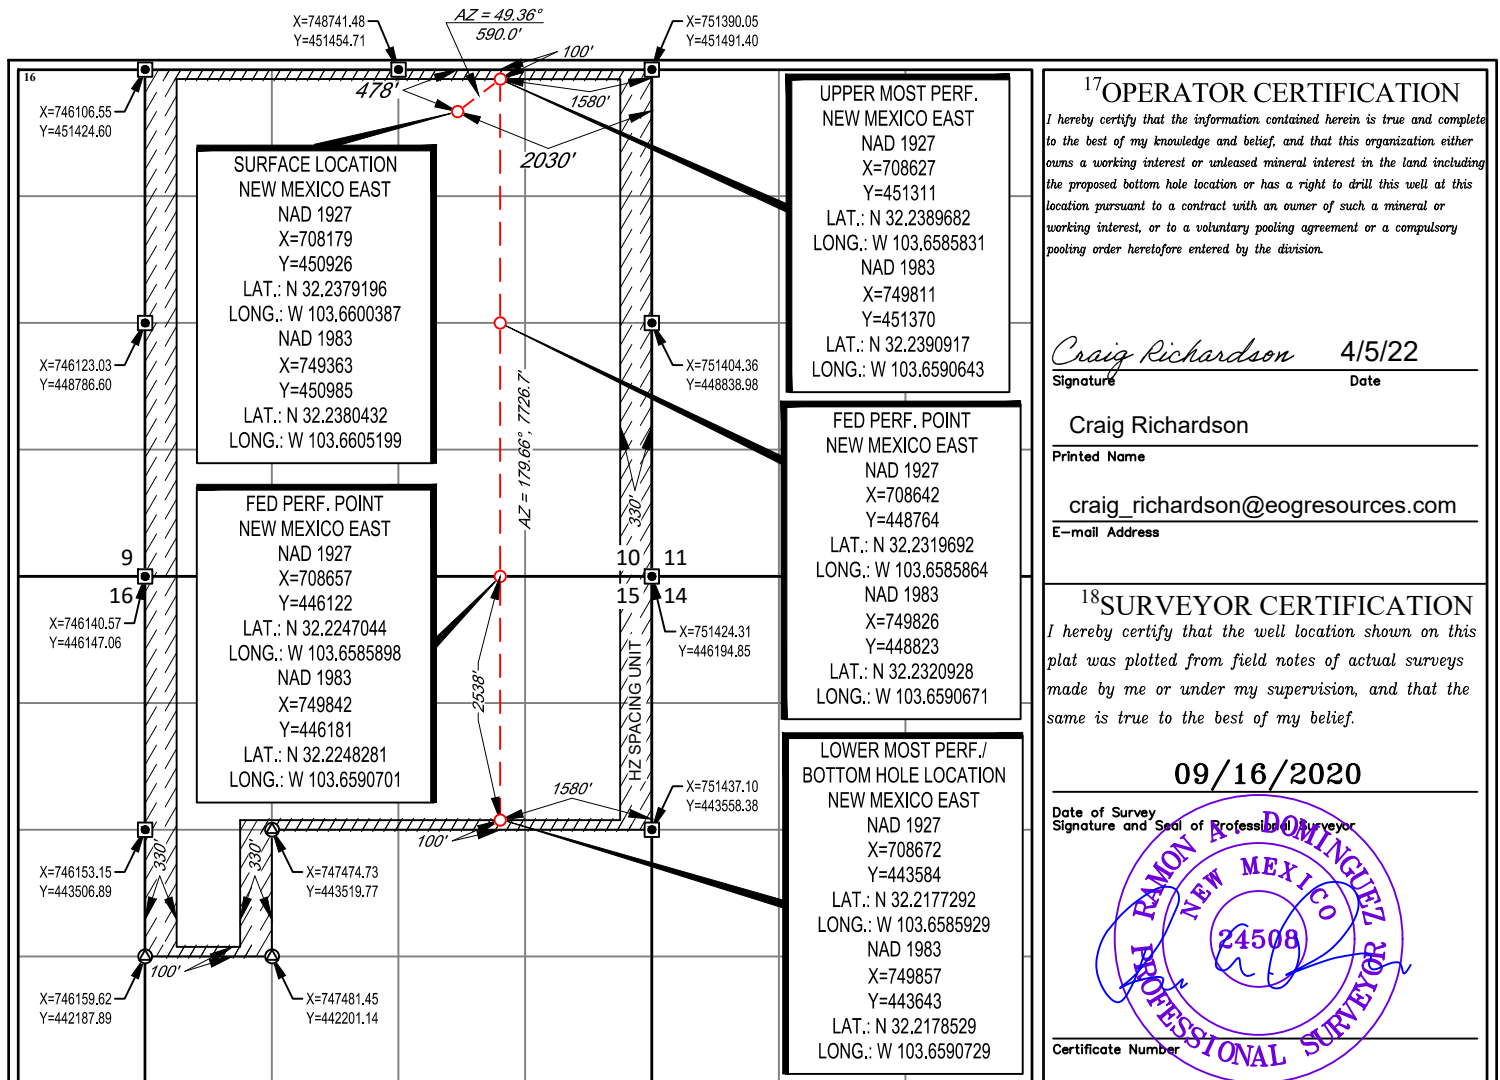 X=748741.48
Y=451454.71
AZ = 49.36°
590.0'
X=751390.05
Y=451491.40
100'
16
478'
1580'
X=746106.55
Y=451424.60
2030'
SURFACE LOCATION
NEW MEXICO EAST
NAD 1927
X=708179
Y=450926
LAT.: N 32.2379196
LONG.: W 103.6600387
NAD 1983
X=749363
Y=450985
LAT.: N 32.2380432
LONG.: W 103.6605199
UPPER MOST PERF.
NEW MEXICO EAST
NAD 1927
X=708627
Y=451311
LAT.: N 32.2389682
LONG.: W 103.6585831
NAD 1983
X=749811
Y=451370
LAT.: N 32.2390917
LONG.: W 103.6590643
X=746123.03
Y=448786.60
X=751404.36
Y=448838.98
AZ = 179.66°, 7726.7'
330'
FED PERF. POINT
NEW MEXICO EAST
NAD 1927
X=708642
Y=448764
LAT.: N 32.2319692
LONG.: W 103.6585864
NAD 1983
X=749826
Y=448823
LAT.: N 32.2320928
LONG.: W 103.6590671
FED PERF. POINT
NEW MEXICO EAST
NAD 1927
X=708657
Y=446122
LAT.: N 32.2247044
LONG.: W 103.6585898
NAD 1983
X=749842
Y=446181
LAT.: N 32.2248281
LONG.: W 103.6590701
9
16
10 11
15 14
X=746140.57
Y=446147.06
X=751424.31
Y=446194.85
2538'
HZ SPACING UNIT
LOWER MOST PERF./
BOTTOM HOLE LOCATION
NEW MEXICO EAST
NAD 1927
X=708672
Y=443584
LAT.: N 32.2177292
LONG.: W 103.6585929
NAD 1983
X=749857
Y=443643
LAT.: N 32.2178529
LONG.: W 103.6590729
1580'
X=751437.10
Y=443558.38
100'
330'
330'
X=746153.15
Y=443506.89
X=747474.73
Y=443519.77
100'
X=746159.62
Y=442187.89
X=747481.45
Y=442201.14
17OPERATOR CERTIFICATION
I hereby certify that the information contained herein is true and complete
to the best of my knowledge and belief, and that this organization either
owns a working interest or unleased mineral interest in the land including
the proposed bottom hole location or has a right to drill this well at this
location pursuant to a contract with an owner of such a mineral or
working interest, or to a voluntary pooling agreement or a compulsory
pooling order heretofore entered by the division.
Craig Richardson 4/5/22
Signature Date
Craig Richardson
Printed Name
craig_richardson@eogresources.com
E-mail Address
18SURVEYOR CERTIFICATION
I hereby certify that the well location shown on this
plat was plotted from field notes of actual surveys
made by me or under my supervision, and that the
same is true to the best of my belief.
09/16/2020
Date of Survey
Signature and Seal of Professional Surveyor
RAMON A. DOMINGUEZ
NEW MEXICO
24508
PROFESSIONAL SURVEYOR
Certificate Number